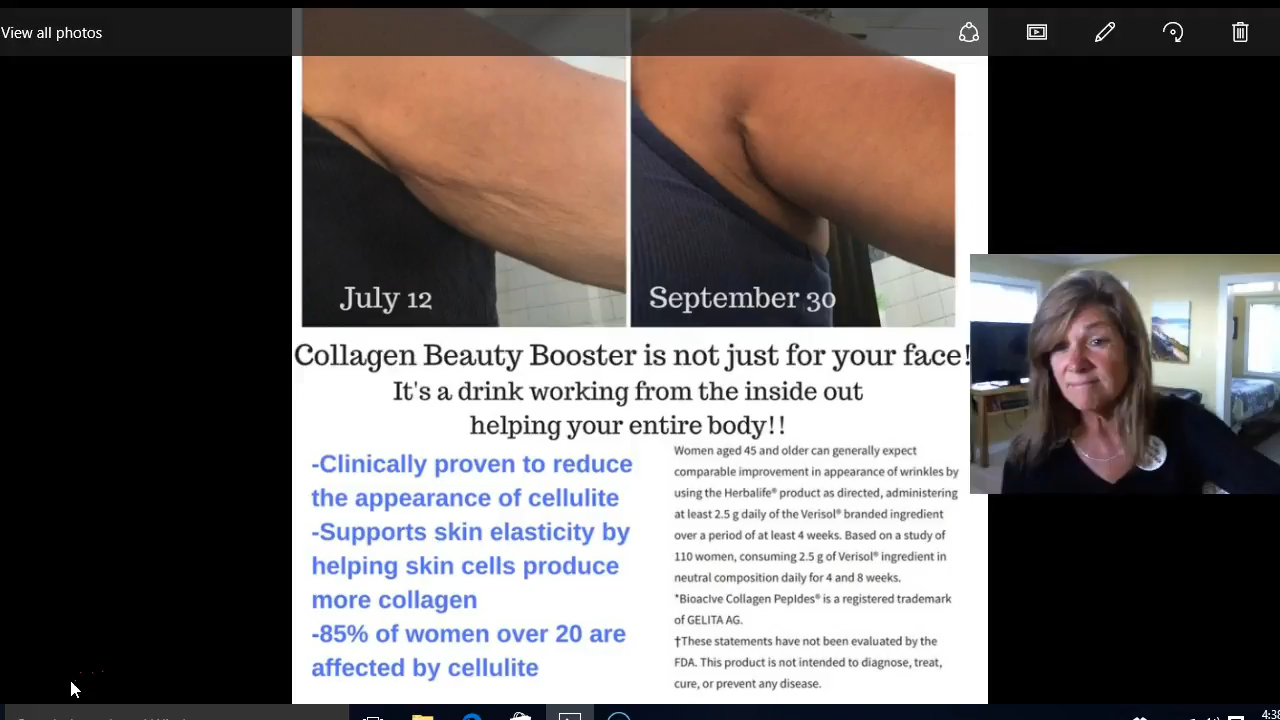 View all photos
July 12
September 30
Collagen Beauty Booster is not just for your face!
It's a drink working from the inside out
helping your entire body!!
-Clinically proven to reduce
the appearance of cellulite
-Supports skin elasticity by
helping skin cells produce
more collagen
-85% of women over 20 are
affected by cellulite
Women aged 45 and older can generally expect
comparable improvement in appearance of wrinkles by
using the Herbalife® product as directed, administering
at least 2.5 g daily of the Verisol® branded ingredient
over a period of at least 4 weeks. Based on a study of
110 women, consuming 2.5 g of Verisol® ingredient in
neutral composition daily for 4 and 8 weeks.
*Bioacıve Collagen PepIdes® is a registered trademark
of GELITA AG.
†These statements have not been evaluated by the
FDA. This product is not intended to diagnose, treat,
cure, or prevent any disease.